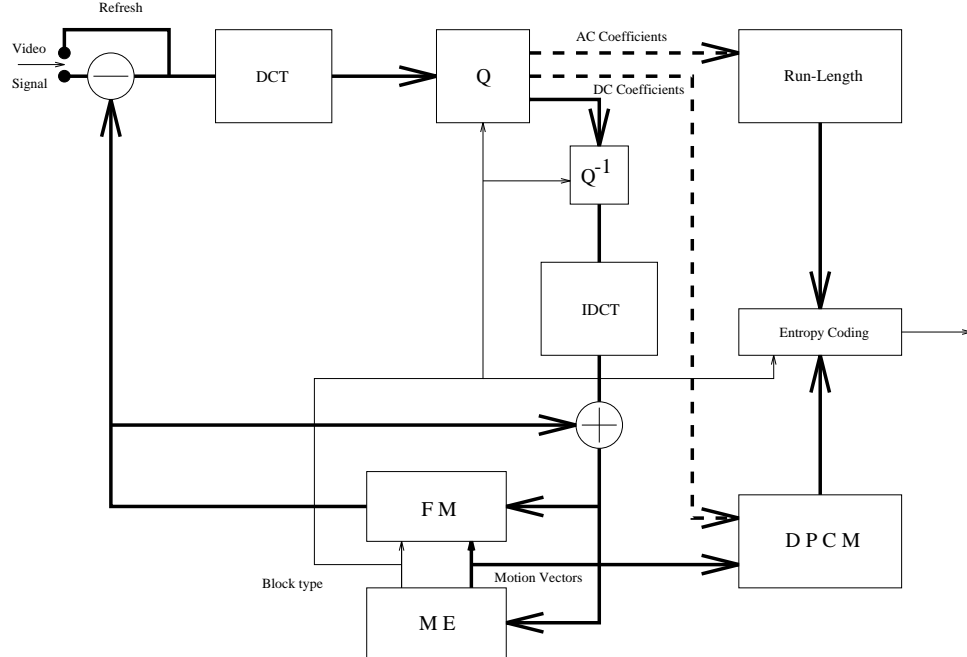 Refresh
Video
Signal
DCT
Q
AC Coefficients
DC Coefficients
Run-Length
Q-1
IDCT
Entropy Coding
F M
D P C M
Block type
Motion Vectors
M E